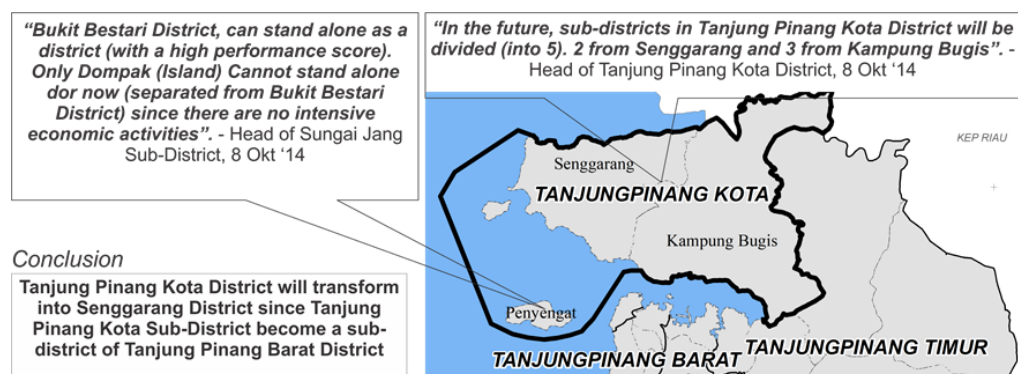 “Bukit Bestari District, can stand alone as a
district (with a high performance score).
Only Dompak (Island) Cannot stand alone
dor now (separated from Bukit Bestari
District) since there are no intensive
economic activities”. - Head of Sungai Jang
Sub-District, 8 Okt ‘14
“In the future, sub-districts in Tanjung Pinang Kota District will be
divided (into 5). 2 from Senggarang and 3 from Kampung Bugis”. -
Head of Tanjung Pinang Kota District, 8 Okt ‘14
KEP RIAU
Senggarang
TANJUNGPINANG KOTA
Kampung Bugis
Conclusion
Tanjung Pinang Kota District will transform
into Senggarang District since Tanjung
Pinang Kota Sub-District become a sub-
district of Tanjung Pinang Barat District
Penyengat
TANJUNGPINANG BARAT
TANJUNGPINANG TIMUR